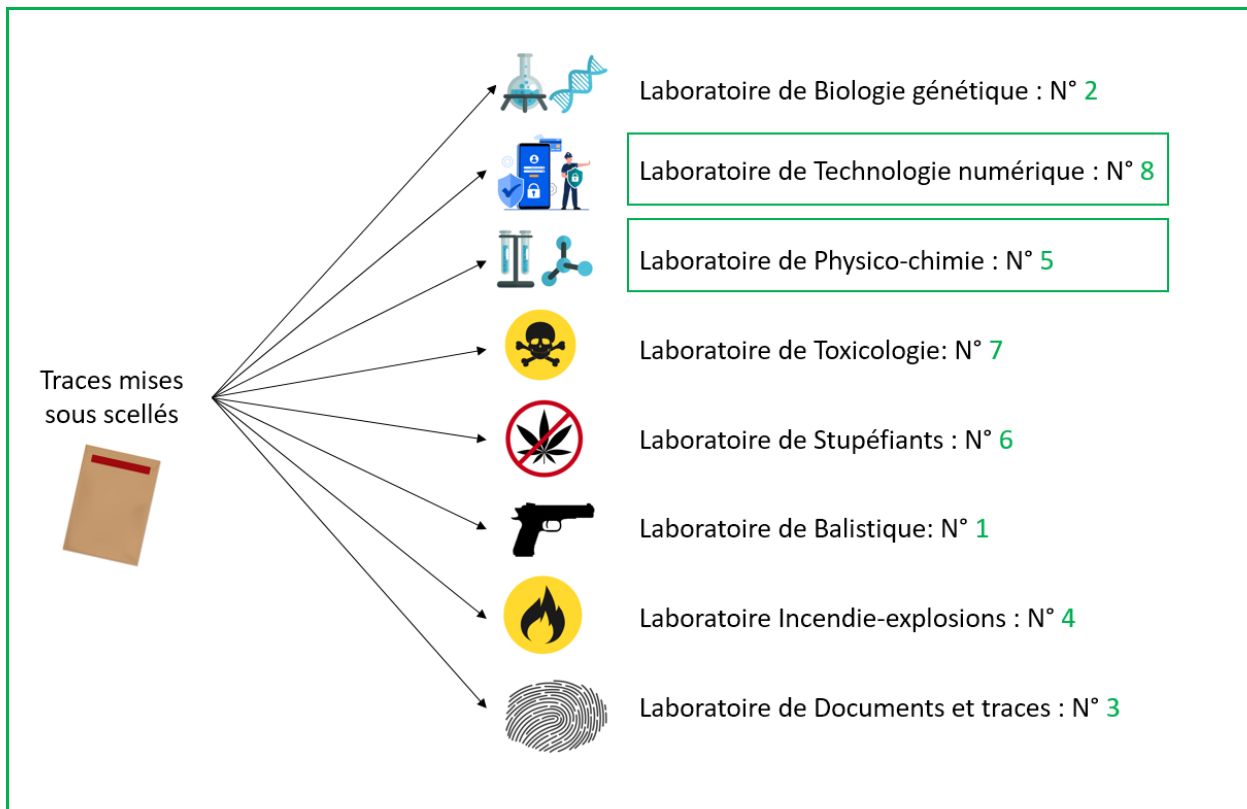 Laboratoire de Biologie génétique : N° 2
Laboratoire de Technologie numérique : N° 8
Laboratoire de Physico-chimie : N° 5
Laboratoire de Toxicologie: N° 7
Traces mises
sous scellés
Laboratoire de Stupéfiants : N° 6
Laboratoire de Balistique: N° 1
Laboratoire Incendie-explosions : N° 4
Laboratoire de Documents et traces : N° 3